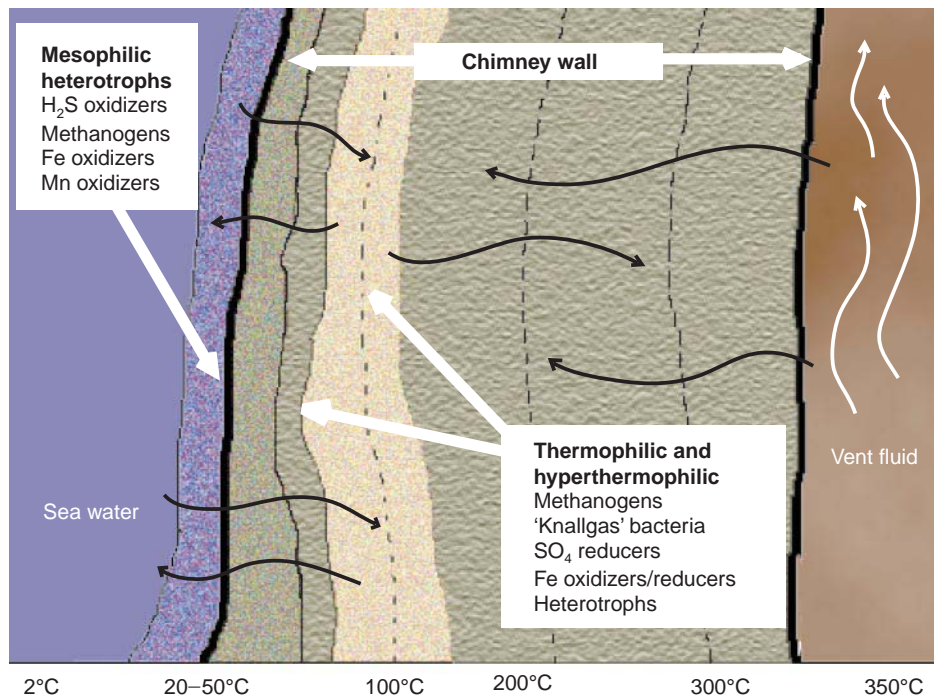 Mesophilic
heterotrophs
H₂S oxidizers
Methanogens
Fe oxidizers
Mn oxidizers
Chimney wall
Thermophilic and
hyperthermophilic
Methanogens
‘Knallgas’ bacteria
SO₄ reducers
Fe oxidizers/reducers
Heterotrophs
Vent fluid
Sea water
2°C 20–50°C 100°C 200°C 300°C 350°C